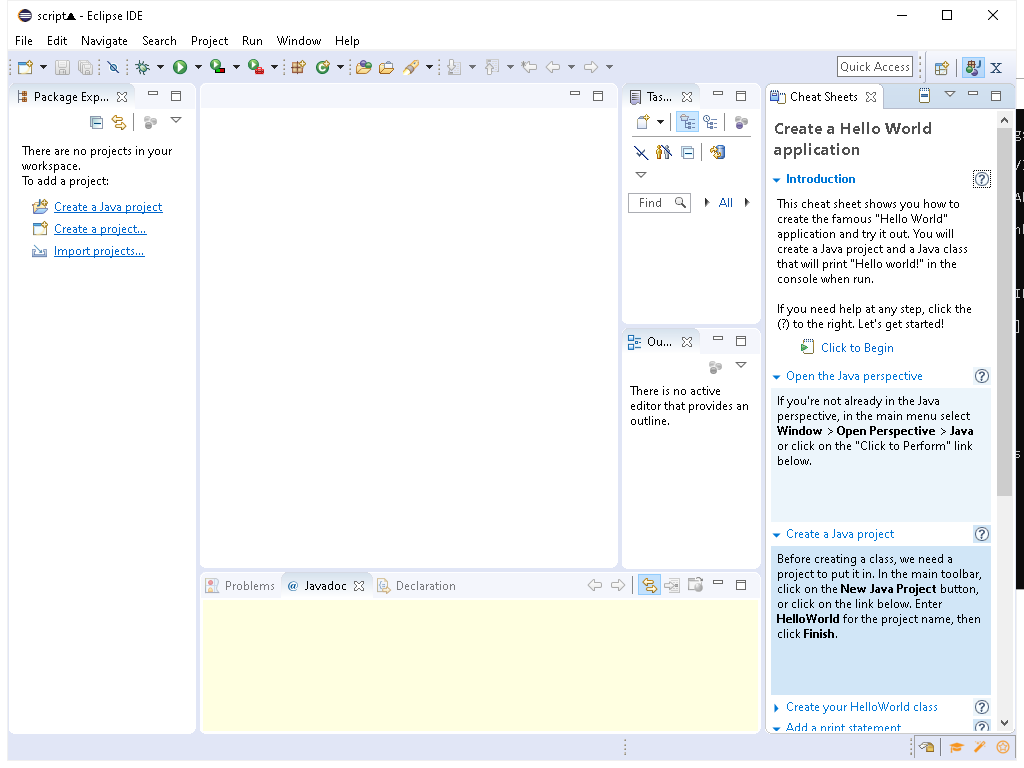 script▲ - Eclipse IDE
File Edit Navigate Search Project Run Window Help
Quick Access
Package Exp...
There are no projects in your
workspace.
To add a project:
Create a Java project
Create a project...
Import projects...
Tas...
Find
All
Ou...
There is no active
editor that provides an
outline.
Problems @ Javadoc Declaration
Cheat Sheets
Create a Hello World
application
Introduction
This cheat sheet shows you how to
create the famous "Hello World"
application and try it out. You will
create a Java project and a Java class
that will print "Hello world!" in the
console when run.
If you need help at any step, click the
(?) to the right. Let's get started!
Click to Begin
Open the Java perspective
If you're not already in the Java
perspective, in the main menu select
Window > Open Perspective > Java
or click on the "Click to Perform" link
below.
Create a Java project
Before creating a class, we need a
project to put it in. In the main toolbar,
click on the New Java Project button,
or click on the link below. Enter
HelloWorld for the project name, then
click Finish.
Create your HelloWorld class
Add a print statement